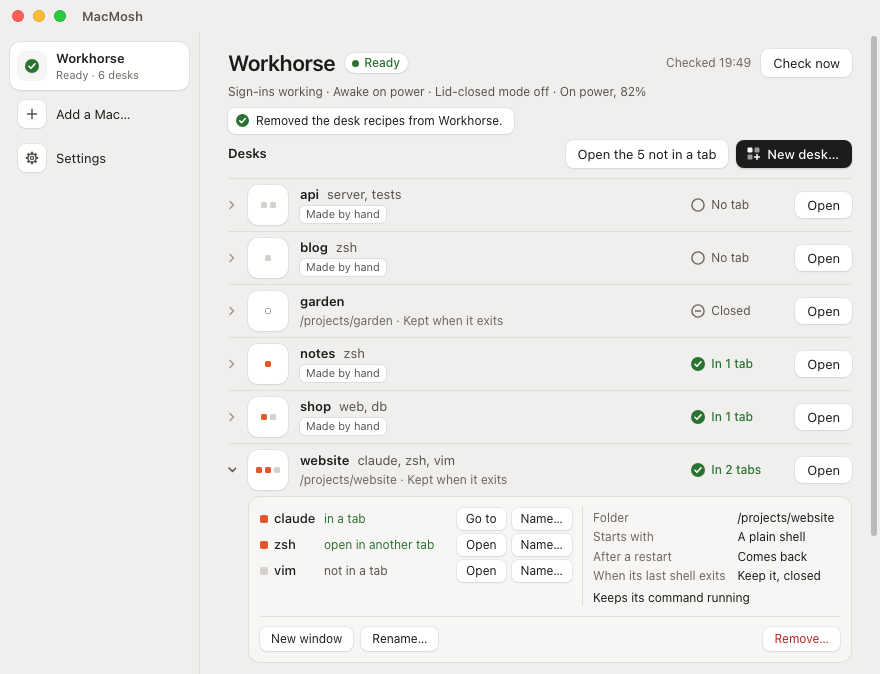 MacMosh
Workhorse
Ready · 6 desks
Add a Mac...
Settings
Workhorse
Ready
Checked 19:49
Check now
Sign-ins working · Awake on power · Lid-closed mode off · On power, 82%
Removed the desk recipes from Workhorse.
Desks
Open the 5 not in a tab
New desk...
api server, tests
Made by hand
No tab
Open
blog zsh
Made by hand
No tab
Open
garden
/projects/garden · Kept when it exits
Closed
Open
notes zsh
Made by hand
In 1 tab
Open
shop web, db
Made by hand
In 1 tab
Open
website claude, zsh, vim
/projects/website · Kept when it exits
In 2 tabs
Open
claude in a tab Go to Name...
zsh open in another tab Open Name...
vim not in a tab Open Name...
Folder /projects/website
Starts with A plain shell
After a restart Comes back
When its last shell exits Keep it, closed
Keeps its command running
New window Rename... Remove...